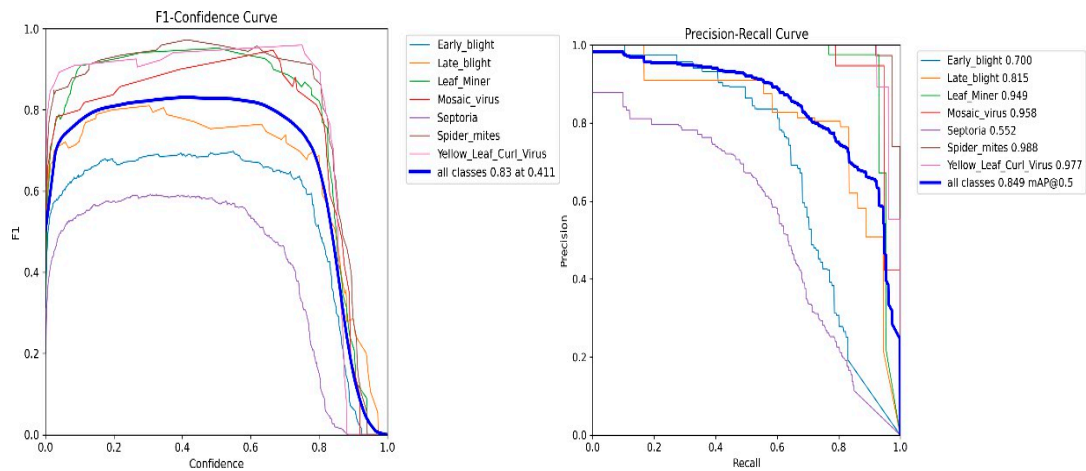 F1-Confidence Curve
1.0
0.8
0.6
0.4
0.2
0.0
F1
0.0 0.2 0.4 0.6 0.8 1.0
Confidence
Early_blight
Late_blight
Leaf_Miner
Mosaic_virus
Septoria
Spider_mites
Yellow_Leaf_Curl_Virus
all classes 0.83 at 0.411
Precision-Recall Curve
1.0
0.8
0.6
0.4
0.2
0.0
Precision
0.0 0.2 0.4 0.6 0.8 1.0
Recall
Early_blight 0.700
Late_blight 0.815
Leaf_Miner 0.949
Mosaic_virus 0.958
Septoria 0.552
Spider_mites 0.988
Yellow_Leaf_Curl_Virus 0.977
all classes 0.849 mAP@0.5